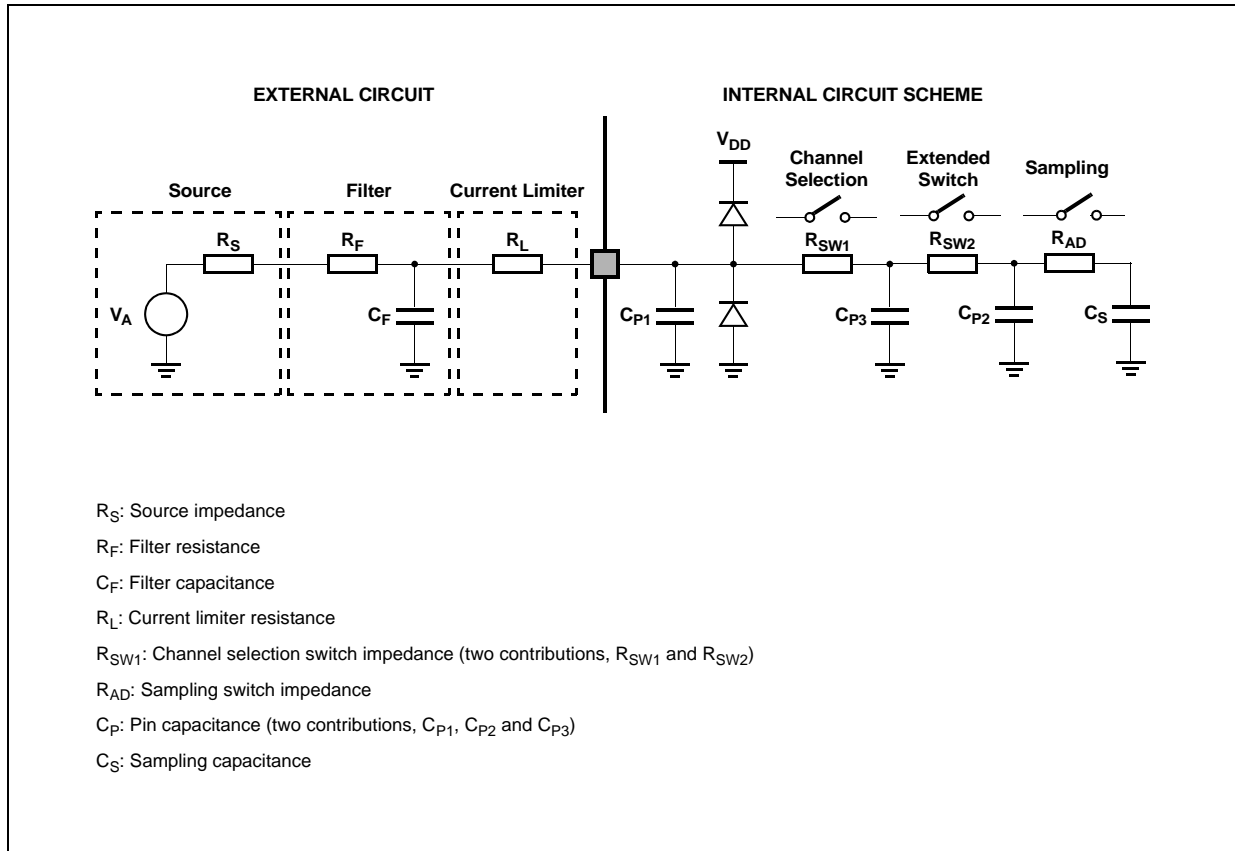 EXTERNAL CIRCUIT
INTERNAL CIRCUIT SCHEME
VDD
Channel
Selection
Extended
Switch
Sampling
Source
Filter
Current Limiter
RS
RF
RL
RSW1
RSW2
RAD
VA
CF
CP1
CP3
CP2
CS
RS: Source impedance
RF: Filter resistance
CF: Filter capacitance
RL: Current limiter resistance
RSW1: Channel selection switch impedance (two contributions, RSW1 and RSW2)
RAD: Sampling switch impedance
CP: Pin capacitance (two contributions, CP1, CP2 and CP3)
CS: Sampling capacitance